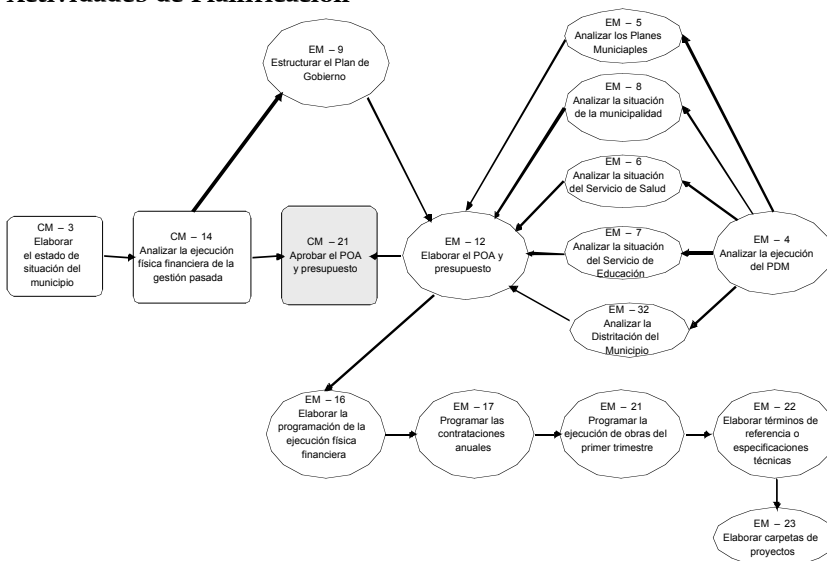 Actividades de Planificación
EM – 9
Estructurar el Plan de
Gobierno
EM – 5
Analizar los Planes
Municiaples
EM – 8
Analizar la situación
de la municipalidad
EM – 6
Analizar la situación
del Servicio de Salud
CM – 3
Elaborar
el estado de
situación del
municipio
CM – 14
Analizar la ejecución
física financiera de la
gestión pasada
CM – 21
Aprobar el POA
y presupuesto
EM – 12
Elaborar el POA y
presupuesto
EM – 7
Analizar la situación
del Servicio de
Educación
EM – 4
Analizar la ejecución
del PDM
EM – 32
Analizar la
Distritación del
Municipio
EM – 16
Elaborar la
programación de la
ejecución física
financiera
EM – 17
Programar las
contrataciones
anuales
EM – 21
Programar la
ejecución de obras del
primer trimestre
EM – 22
Elaborar términos de
referencia o
especificaciones
técnicas
EM – 23
Elaborar carpetas de
proyectos